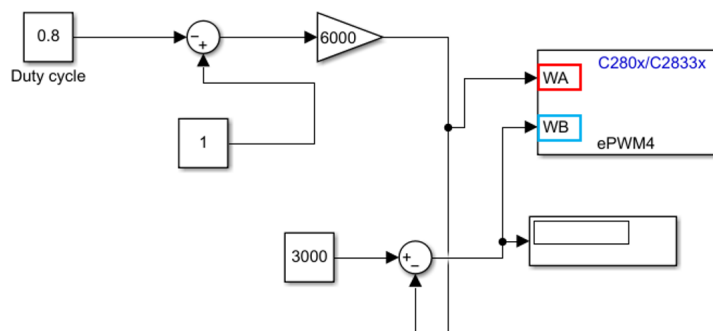 0.8
Duty cycle
−
+
6000
1
C280x/C2833x
WA
WB
ePWM4
3000
+
−